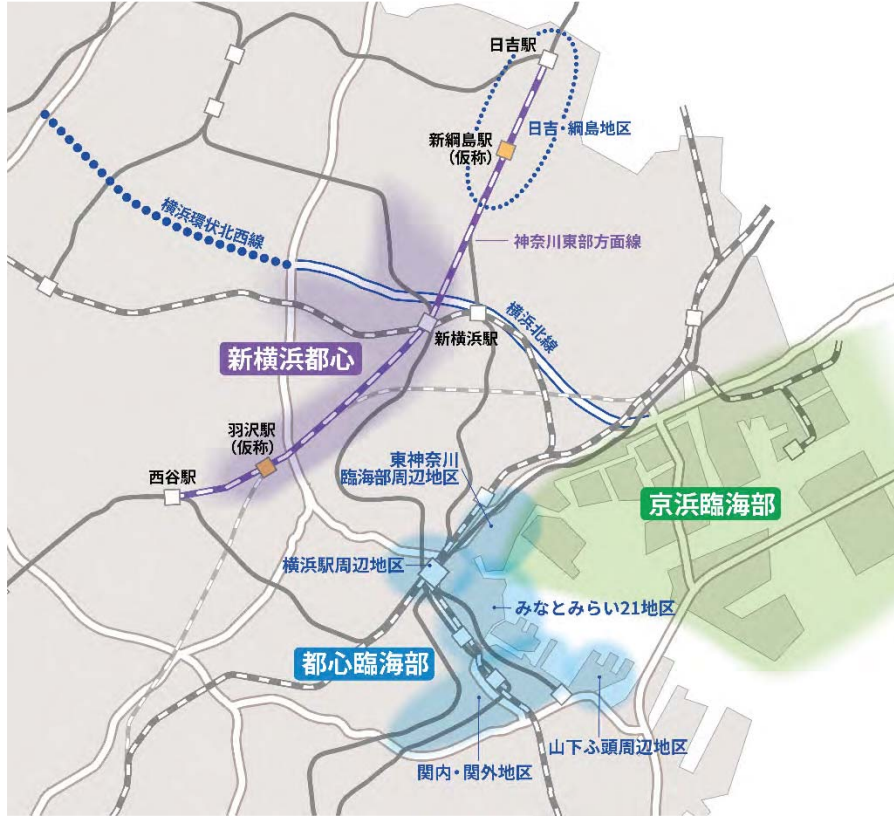 日吉駅
新綱島駅
(仮称)
日吉・綱島地区
横浜環状北西線
神奈川東部方面線
横浜北線
新横浜駅
新横浜都心
羽沢駅
(仮称)
西谷駅
東神奈川
臨海部周辺地区
京浜臨海部
横浜駅周辺地区
みなとみらい21地区
都心臨海部
山下ふ頭周辺地区
関内・関外地区